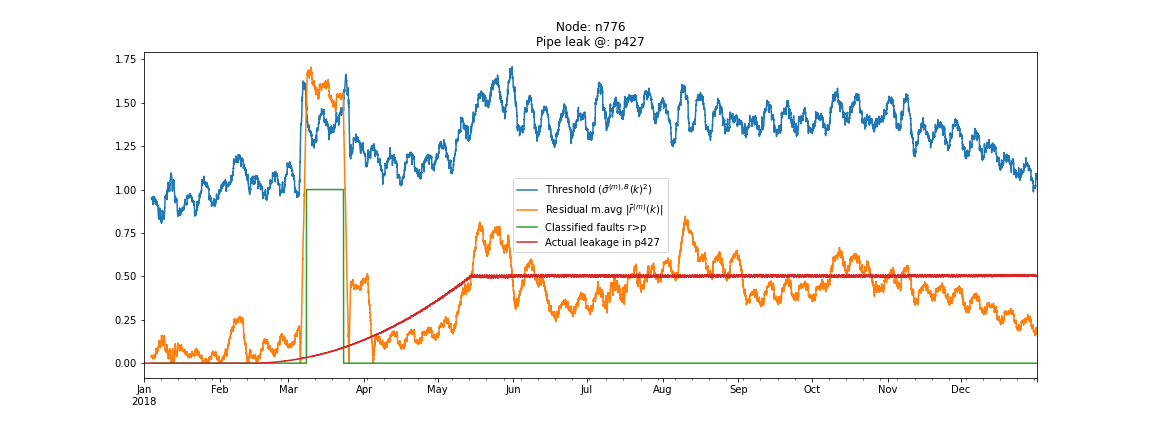 Node: n776
Pipe leak @: p427
1.75
1.50
1.25
1.00
0.75
0.50
0.25
0.00
Threshold (σ̄⁽ᵐ⁾,ᴮ(k)²)
Residual m.avg |r̄⁽ᵐ⁾(k)|
Classified faults r>p
Actual leakage in p427
Jan Feb Mar Apr May Jun Jul Aug Sep Oct Nov Dec
2018